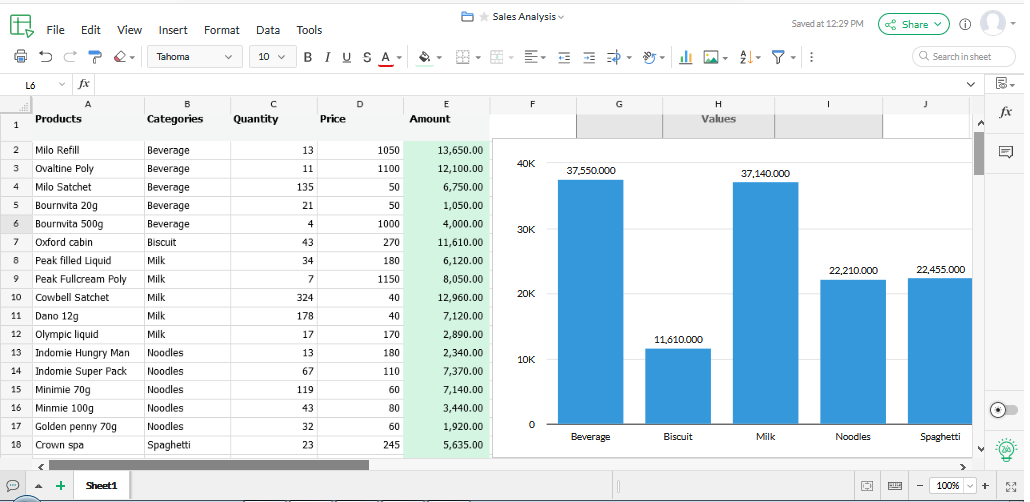 Sales Analysis
File Edit View Insert Format Data Tools
Saved at 12:29 PM
Share
Tahoma 10 B I U S A
Search in sheet
L6 fx
fx
A B C D E F G H I J
1 Products Categories Quantity Price Amount Values
2 Milo Refill Beverage 13 1050 13,650.00
3 Ovaltine Poly Beverage 11 1100 12,100.00
4 Milo Satchet Beverage 135 50 6,750.00
5 Bournvita 20g Beverage 21 50 1,050.00
6 Bournvita 500g Beverage 4 1000 4,000.00
7 Oxford cabin Biscuit 43 270 11,610.00
8 Peak filled Liquid Milk 34 180 6,120.00
9 Peak Fullcream Poly Milk 7 1150 8,050.00
10 Cowbell Satchet Milk 324 40 12,960.00
11 Dano 12g Milk 178 40 7,120.00
12 Olympic liquid Milk 17 170 2,890.00
13 Indomie Hungry Man Noodles 13 180 2,340.00
14 Indomie Super Pack Noodles 67 110 7,370.00
15 Minimie 70g Noodles 119 60 7,140.00
16 Minmie 100g Noodles 43 80 3,440.00
17 Golden penny 70g Noodles 32 60 1,920.00
18 Crown spa Spaghetti 23 245 5,635.00
40K
30K
20K
10K
0
37,550.000
11,610.000
37,140.000
22,210.000
22,455.000
Beverage Biscuit Milk Noodles Spaghetti
Sheet1
100%